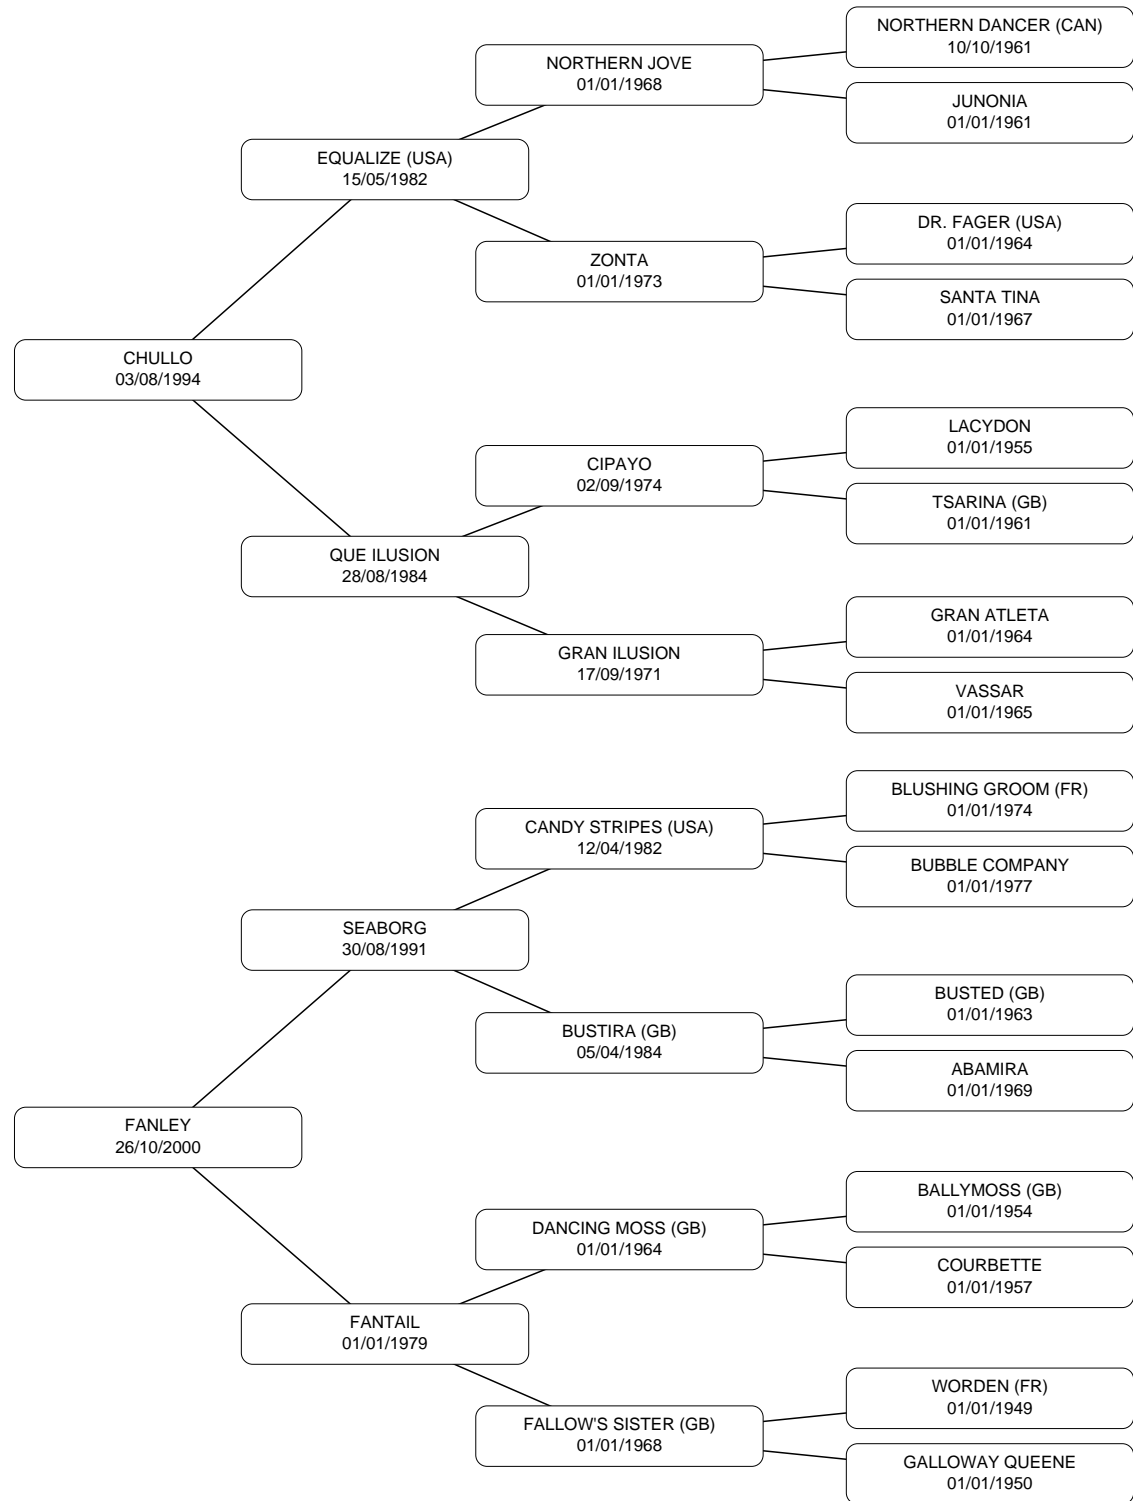 NORTHERN DANCER (CAN)
10/10/1961
NORTHERN JOVE
01/01/1968
JUNONIA
01/01/1961
EQUALIZE (USA)
15/05/1982
DR. FAGER (USA)
01/01/1964
ZONTA
01/01/1973
SANTA TINA
01/01/1967
CHULLO
03/08/1994
LACYDON
01/01/1955
CIPAYO
02/09/1974
TSARINA (GB)
01/01/1961
QUE ILUSION
28/08/1984
GRAN ATLETA
01/01/1964
GRAN ILUSION
17/09/1971
VASSAR
01/01/1965
BLUSHING GROOM (FR)
01/01/1974
CANDY STRIPES (USA)
12/04/1982
BUBBLE COMPANY
01/01/1977
SEABORG
30/08/1991
BUSTED (GB)
01/01/1963
BUSTIRA (GB)
05/04/1984
ABAMIRA
01/01/1969
FANLEY
26/10/2000
BALLYMOSS (GB)
01/01/1954
DANCING MOSS (GB)
01/01/1964
COURBETTE
01/01/1957
FANTAIL
01/01/1979
WORDEN (FR)
01/01/1949
FALLOW'S SISTER (GB)
01/01/1968
GALLOWAY QUEENE
01/01/1950